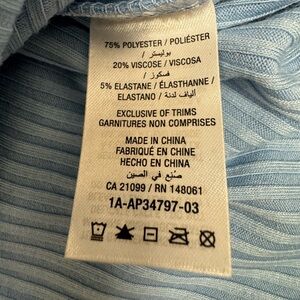 75% POLYESTER / POLIÉSTER /
بوليستر
20% VISCOSE / VISCOSA /
فسكوز
5% ELASTANE / ÉLASTHANNE /
ELASTANO / ألياف لدنة
EXCLUSIVE OF TRIMS
GARNITURES NON COMPRISES
MADE IN CHINA
FABRIQUÉ EN CHINE
HECHO EN CHINA
صنع في الصين
CA 21099 / RN 148061
1A-AP34797-03